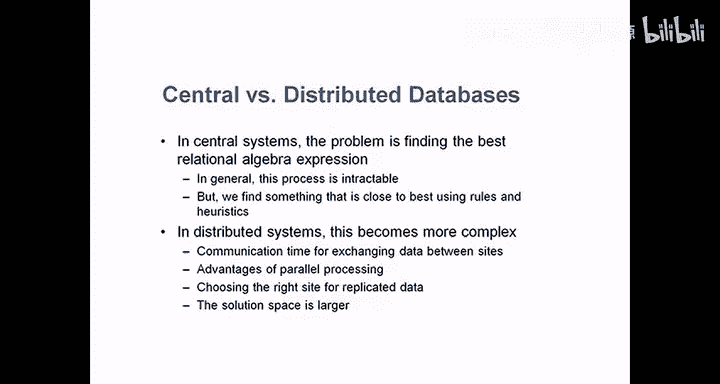 bilibili
Central vs. Distributed Databases
• In central systems, the problem is finding the best
relational algebra expression
– In general, this process is intractable
– But, we find something that is close to best using rules and
heuristics
• In distributed systems, this becomes more complex
– Communication time for exchanging data between sites
– Advantages of parallel processing
– Choosing the right site for replicated data
– The solution space is larger